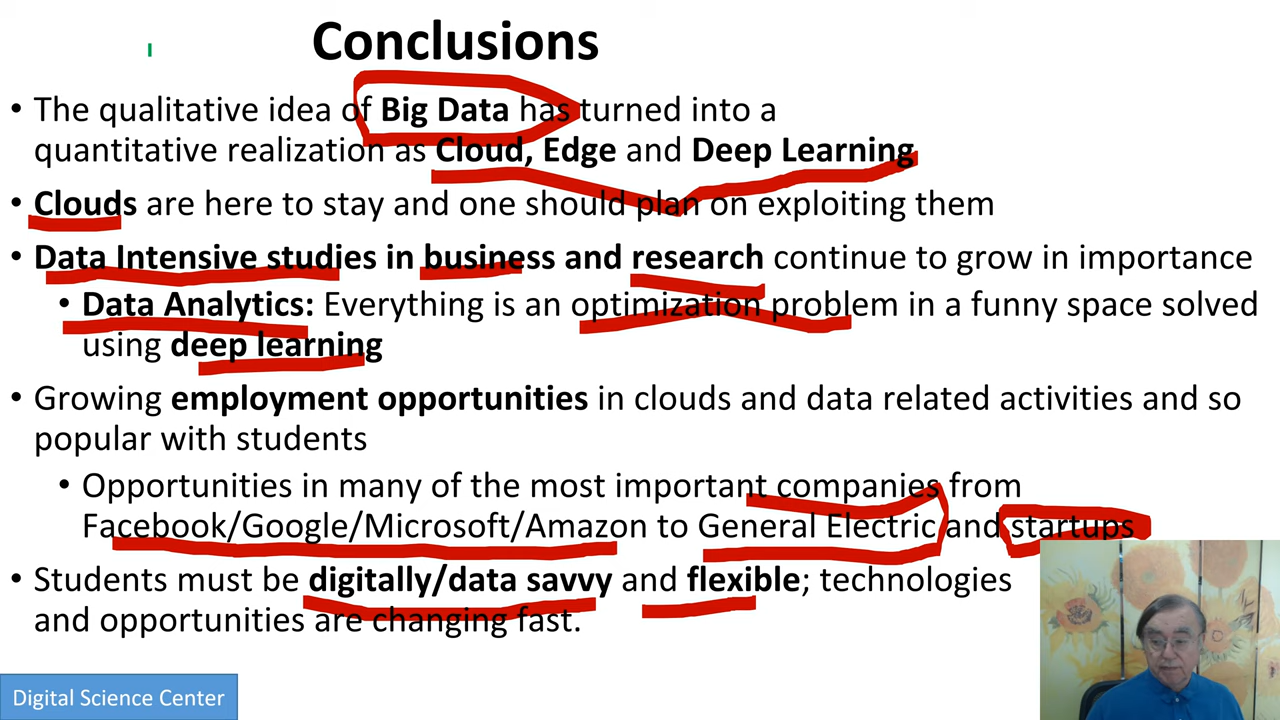 Conclusions
• The qualitative idea of Big Data has turned into a
quantitative realization as Cloud, Edge and Deep Learning
• Clouds are here to stay and one should plan on exploiting them
• Data Intensive studies in business and research continue to grow in importance
• Data Analytics: Everything is an optimization problem in a funny space solved
using deep learning
• Growing employment opportunities in clouds and data related activities and so
popular with students
• Opportunities in many of the most important companies from
Facebook/Google/Microsoft/Amazon to General Electric and startups
• Students must be digitally/data savvy and flexible; technologies
and opportunities are changing fast.
Digital Science Center